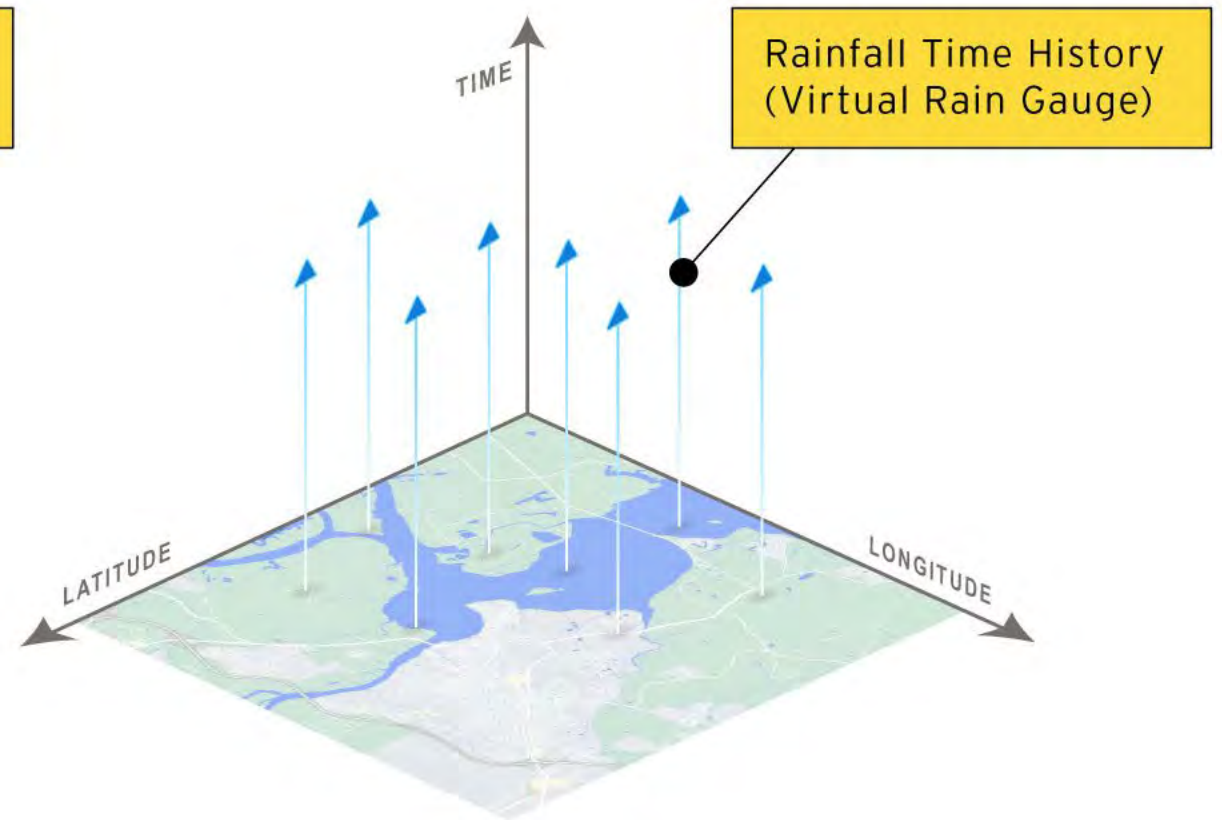 TIME
Rainfall Time History
(Virtual Rain Gauge)
LATITUDE
LONGITUDE